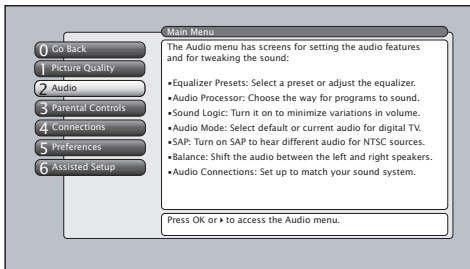 Main Menu
0 Go Back
1 Picture Quality
2 Audio
3 Parental Controls
4 Connections
5 Preferences
6 Assisted Setup
The Audio menu has screens for setting the audio features
and for tweaking the sound:
▪Equalizer Presets: Select a preset or adjust the equalizer.
▪Audio Processor: Choose the way for programs to sound.
▪Sound Logic: Turn it on to minimize variations in volume.
▪Audio Mode: Select default or current audio for digital TV.
▪SAP: Turn on SAP to hear different audio for NTSC sources.
▪Balance: Shift the audio between the left and right speakers.
▪Audio Connections: Set up to match your sound system.
Press OK or ▸ to access the Audio menu.